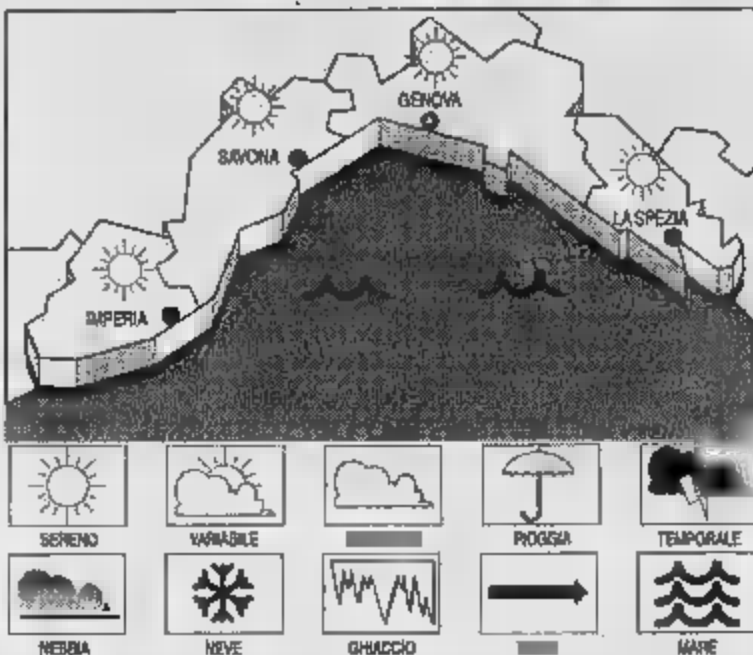 GENOVA
SAVONA
LA SPEZIA
IMPERIA
SERENO
VARIABILE
PIOGGIA
TEMPORALE
NEBBIA
NEVE
GHIACCIO
MARE